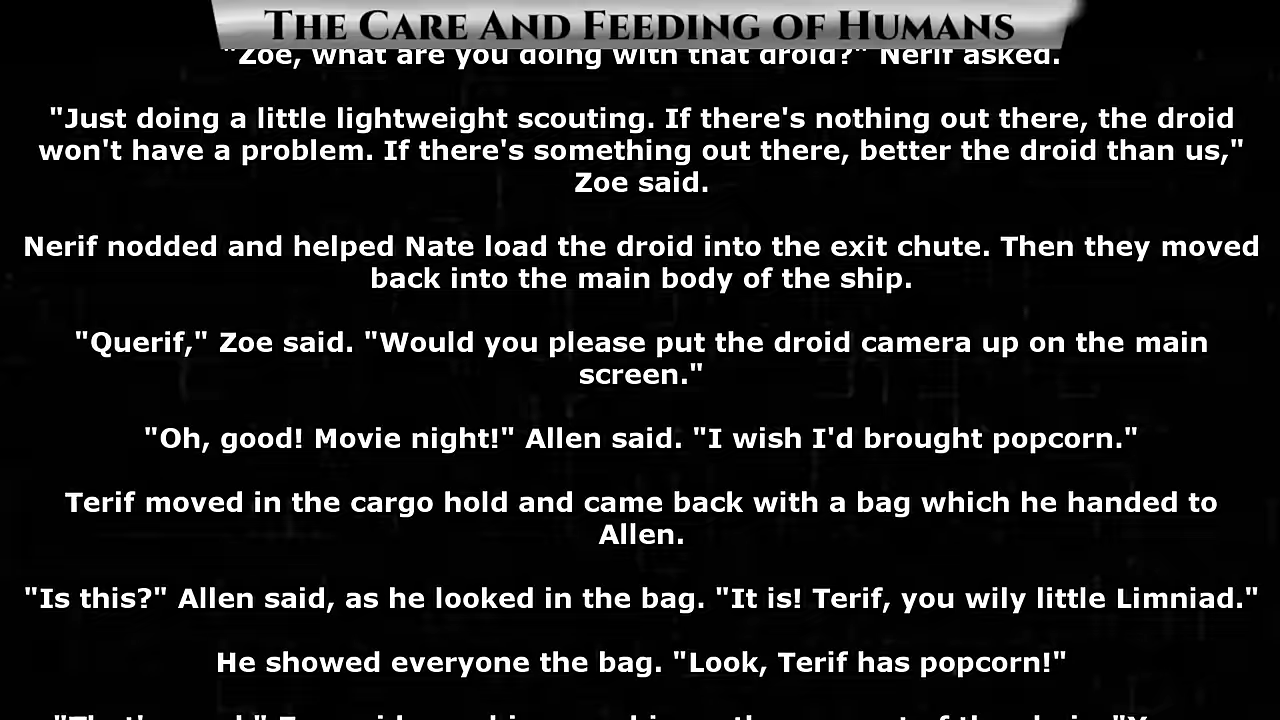 The Care And Feeding of Humans
"Zoe, what are you doing with that droid?" Nerif asked.
"Just doing a little lightweight scouting. If there's nothing out there, the droid
won't have a problem. If there's something out there, better the droid than us,"
Zoe said.
Nerif nodded and helped Nate load the droid into the exit chute. Then they moved
back into the main body of the ship.
"Querif," Zoe said. "Would you please put the droid camera up on the main
screen."
"Oh, good! Movie night!" Allen said. "I wish I'd brought popcorn."
Terif moved in the cargo hold and came back with a bag which he handed to
Allen.
"Is this?" Allen said, as he looked in the bag. "It is! Terif, you wily little Limniad."
He showed everyone the bag. "Look, Terif has popcorn!"